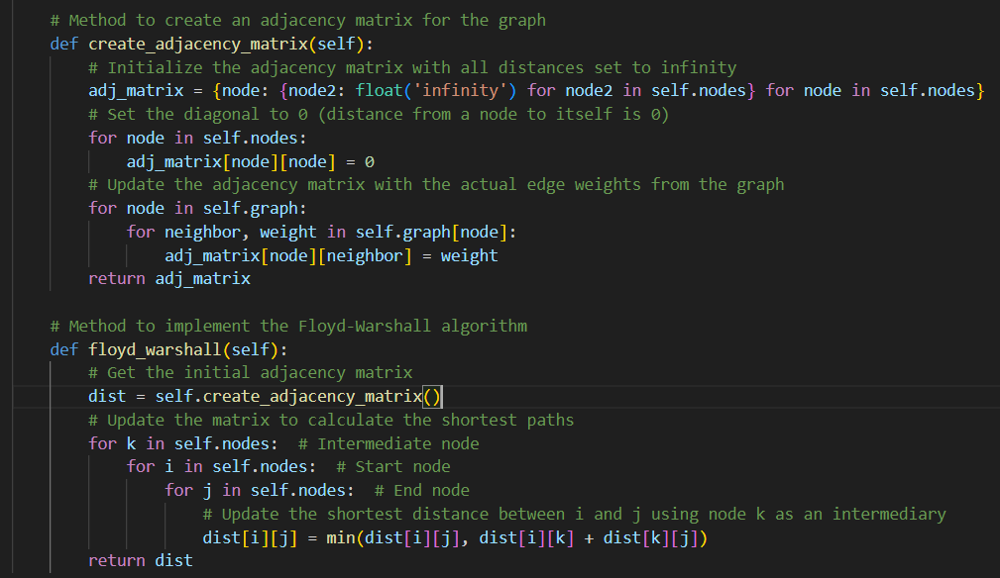 # Method to create an adjacency matrix for the graph
def create_adjacency_matrix(self):
    # Initialize the adjacency matrix with all distances set to infinity
    adj_matrix = {node: {node2: float('infinity') for node2 in self.nodes} for node in self.nodes}
    # Set the diagonal to 0 (distance from a node to itself is 0)
    for node in self.nodes:
        adj_matrix[node][node] = 0
    # Update the adjacency matrix with the actual edge weights from the graph
    for node in self.graph:
        for neighbor, weight in self.graph[node]:
            adj_matrix[node][neighbor] = weight
    return adj_matrix

# Method to implement the Floyd-Warshall algorithm
def floyd_warshall(self):
    # Get the initial adjacency matrix
    dist = self.create_adjacency_matrix()
    # Update the matrix to calculate the shortest paths
    for k in self.nodes:  # Intermediate node
        for i in self.nodes:  # Start node
            for j in self.nodes:  # End node
                # Update the shortest distance between i and j using node k as an intermediary
                dist[i][j] = min(dist[i][j], dist[i][k] + dist[k][j])
    return dist